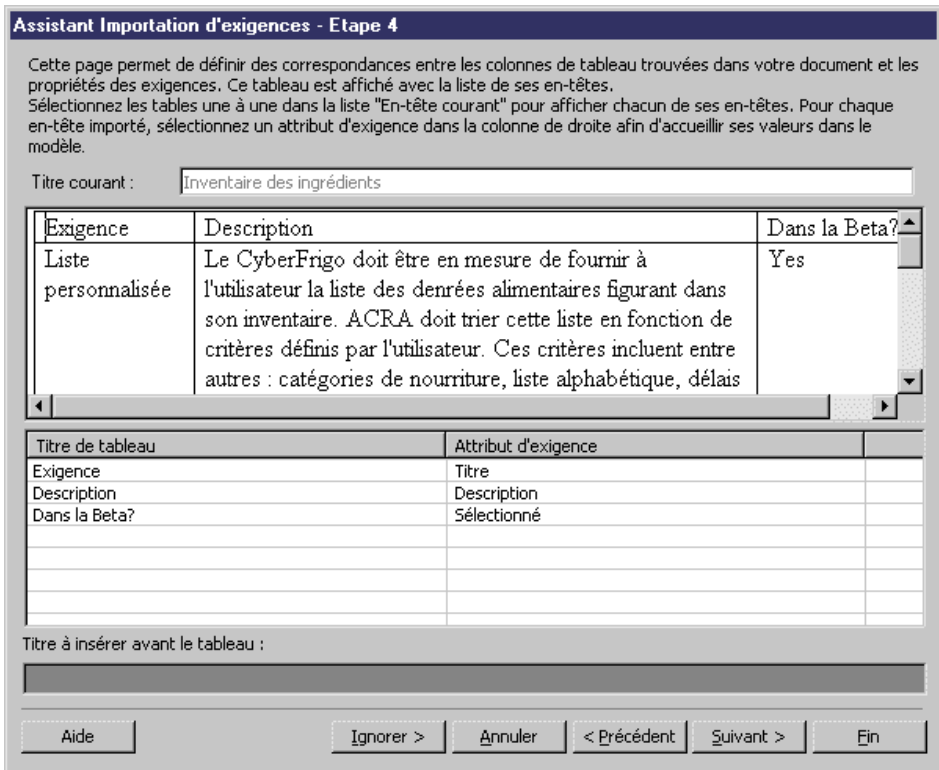 Assistant Importation d'exigences - Etape 4
Cette page permet de définir des correspondances entre les colonnes de tableau trouvées dans votre document et les
propriétés des exigences. Ce tableau est affiché avec la liste de ses en-têtes.
Sélectionnez les tables une à une dans la liste "En-tête courant" pour afficher chacun de ses en-têtes. Pour chaque
en-tête importé, sélectionnez un attribut d'exigence dans la colonne de droite afin d'accueillir ses valeurs dans le
modèle.
Titre courant : Inventaire des ingrédients
Exigence Description Dans la Beta?
Liste Le CyberFrigo doit être en mesure de fournir à Yes
personnalisée l'utilisateur la liste des denrées alimentaires figurant dans
son inventaire. ACRA doit trier cette liste en fonction de
critères définis par l'utilisateur. Ces critères incluent entre
autres : catégories de nourriture, liste alphabétique, délais
Titre de tableau Attribut d'exigence
Exigence Titre
Description Description
Dans la Beta? Sélectionné
Titre à insérer avant le tableau :
Aide Ignorer > Annuler < Précédent Suivant > Fin